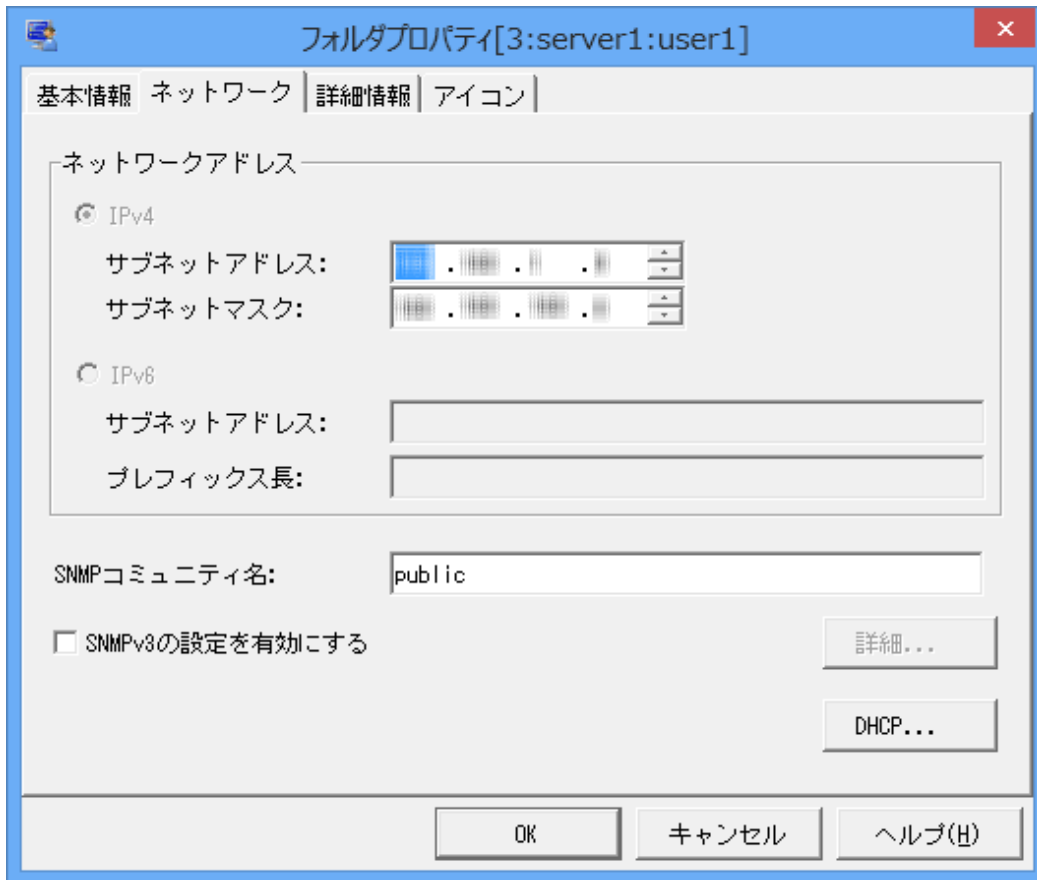 フォルダプロパティ[3:server1:user1]
基本情報 ネットワーク 詳細情報 アイコン
ネットワークアドレス
IPv4
サブネットアドレス:
サブネットマスク:
IPv6
サブネットアドレス:
プレフィックス長:
SNMPコミュニティ名: public
SNMPv3の設定を有効にする 詳細...
DHCP...
OK キャンセル ヘルプ(H)